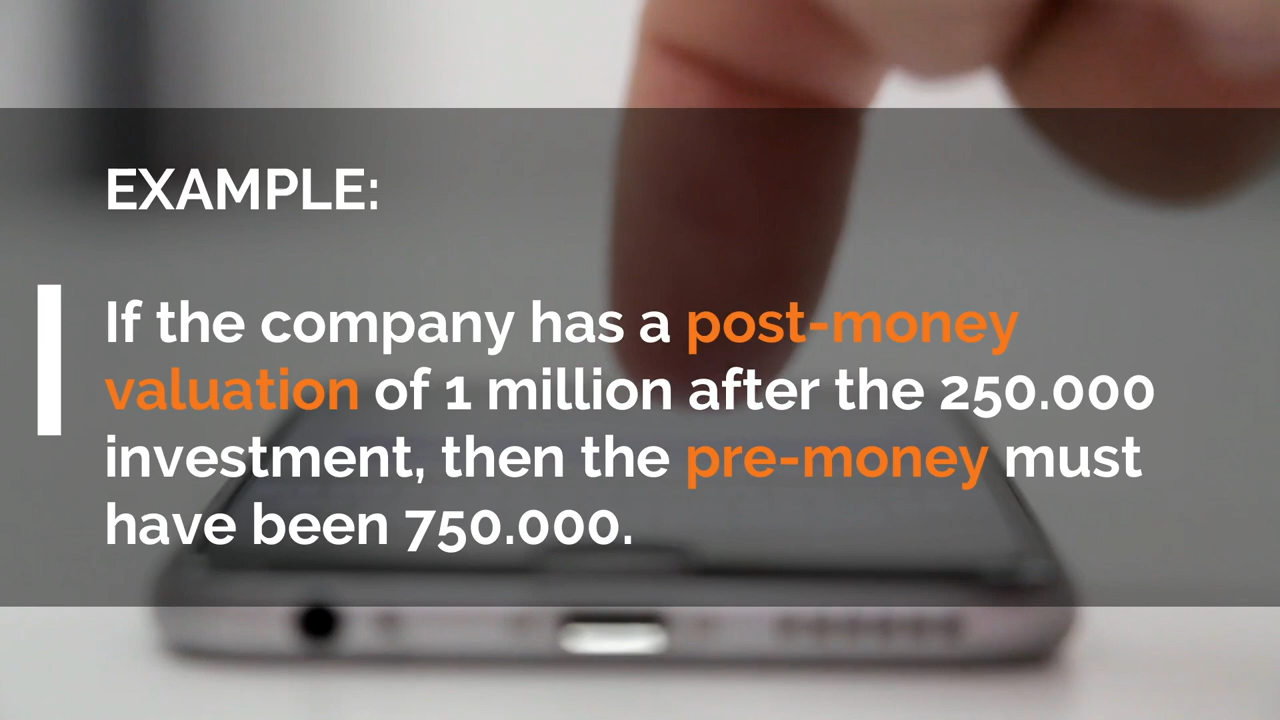 EXAMPLE:
If the company has a post-money
valuation of 1 million after the 250.000
investment, then the pre-money must
have been 750.000.